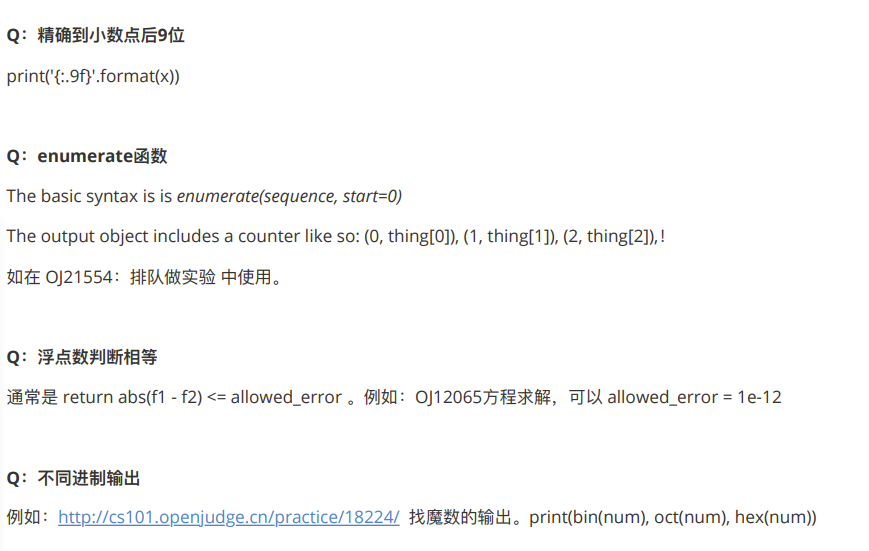 Q：精确到小数点后9位
print('{:.9f}'.format(x))
Q：enumerate函数
The basic syntax is is enumerate(sequence, start=0)
The output object includes a counter like so: (0, thing[0]), (1, thing[1]), (2, thing[2]),!
如在 OJ21554：排队做实验 中使用。
Q：浮点数判断相等
通常是 return abs(f1 - f2) <= allowed_error 。例如：OJ12065方程求解，可以 allowed_error = 1e-12
Q：不同进制输出
例如：http://cs101.openjudge.cn/practice/18224/ 找魔数的输出。print(bin(num), oct(num), hex(num))